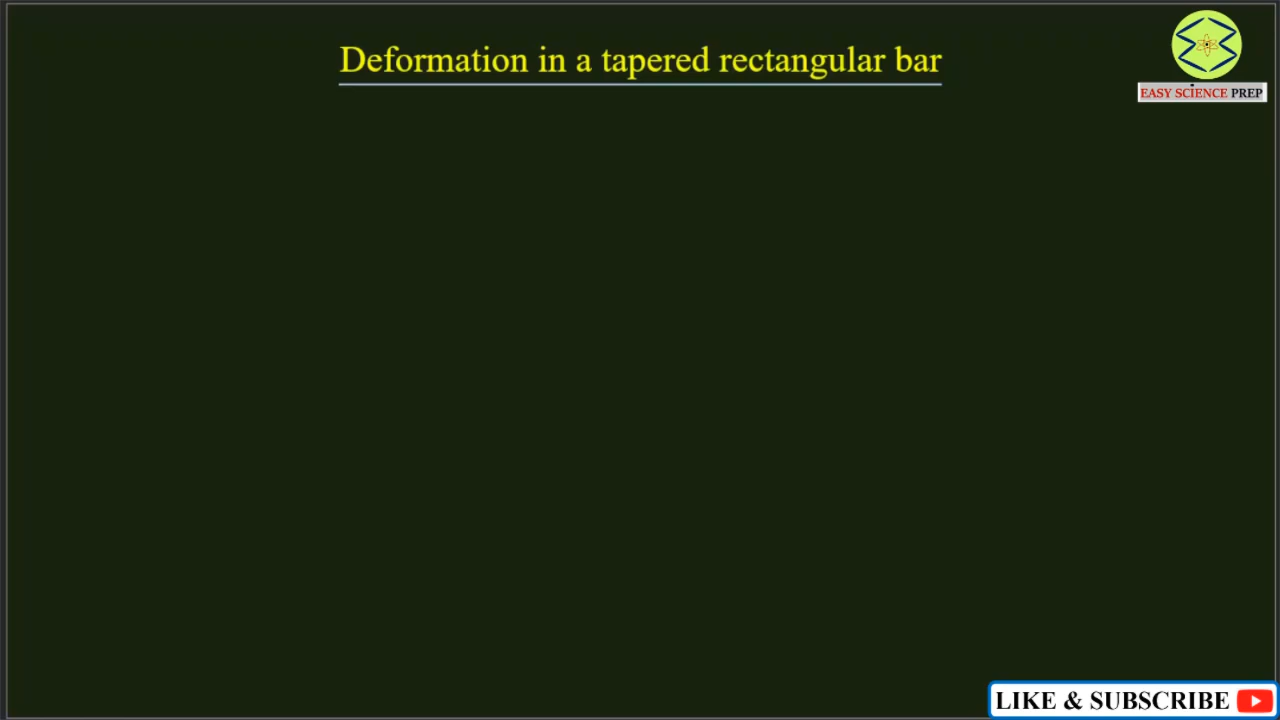 Deformation in a tapered rectangular bar
EASY SCIENCE PREP
LIKE & SUBSCRIBE